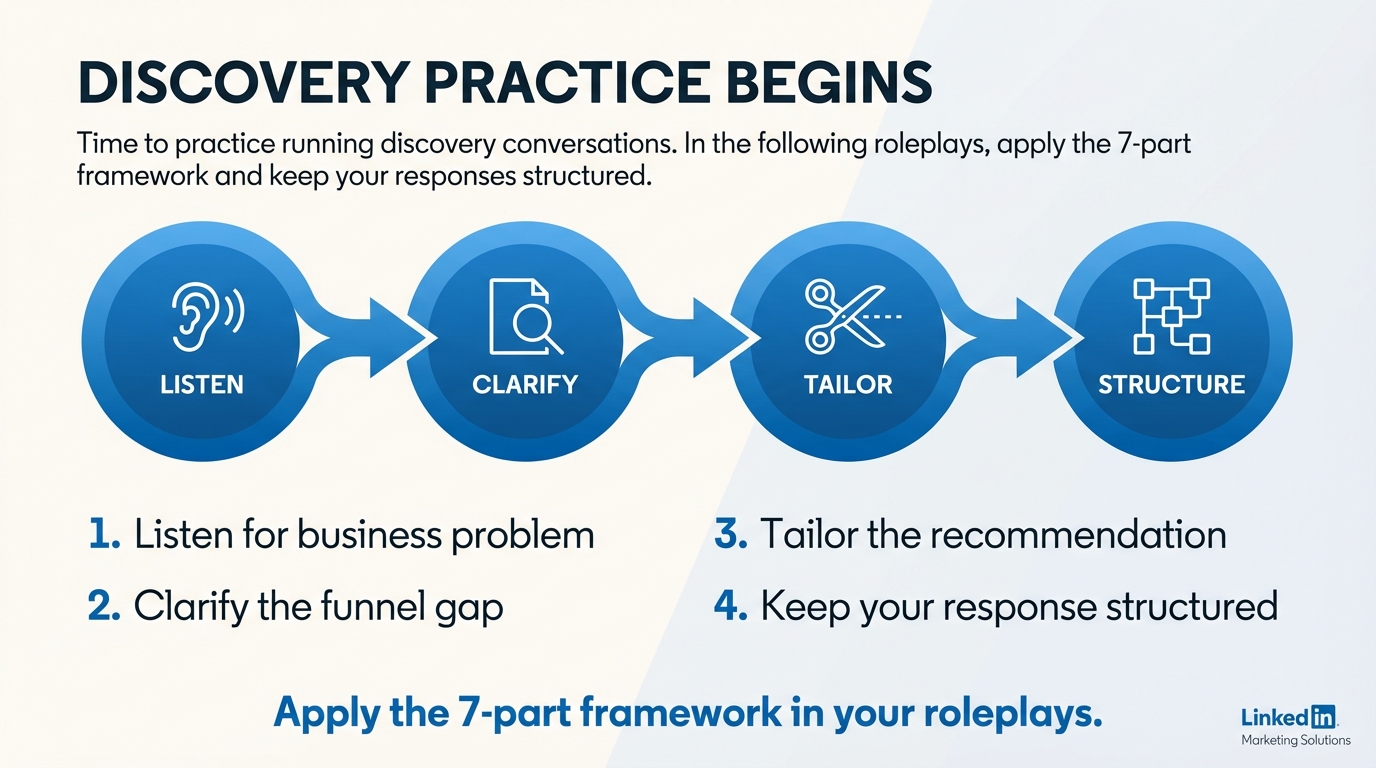 DISCOVERY PRACTICE BEGINS
Time to practice running discovery conversations. In the following roleplays, apply the 7-part
framework and keep your responses structured.
LISTEN
CLARIFY
TAILOR
STRUCTURE
1. Listen for business problem
2. Clarify the funnel gap
3. Tailor the recommendation
4. Keep your response structured
Apply the 7-part framework in your roleplays.
Linked in
Marketing Solutions